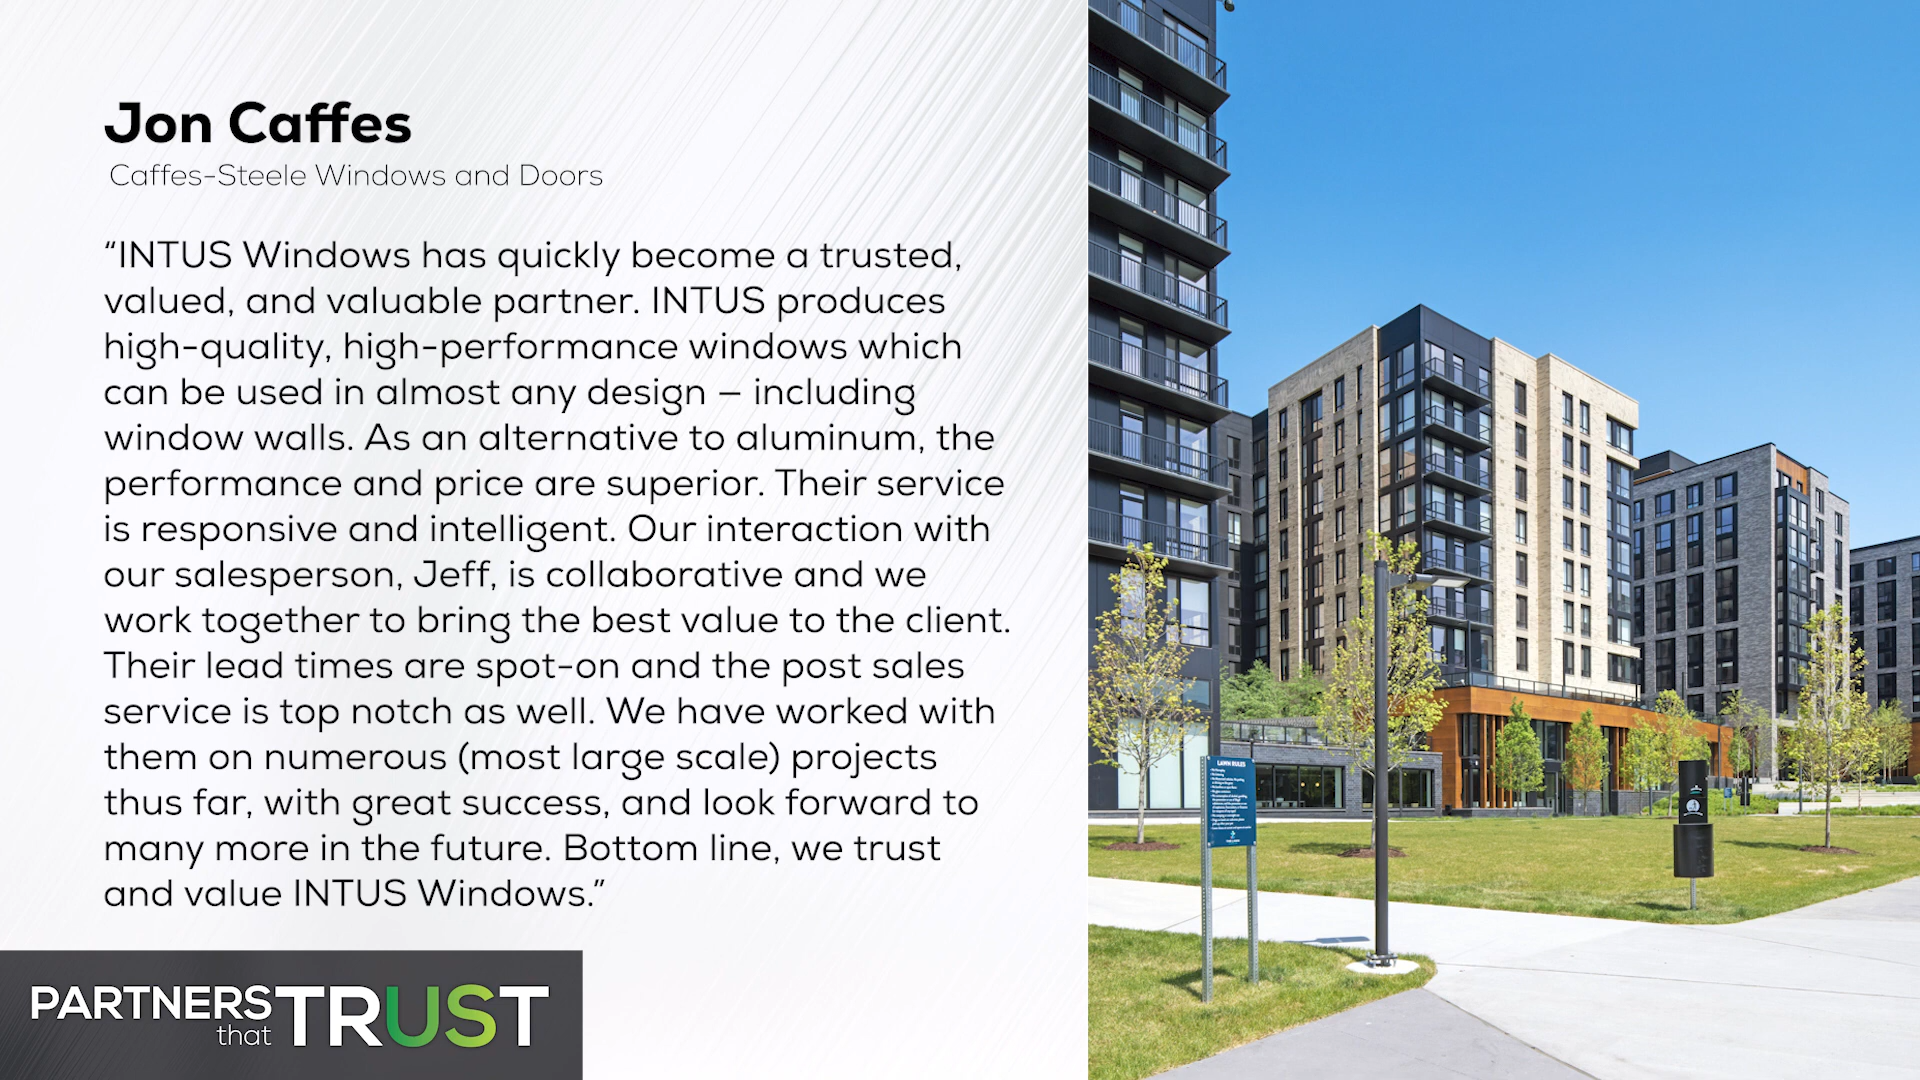 Jon Caffes
Caffes-Steele Windows and Doors
“INTUS Windows has quickly become a trusted,
valued, and valuable partner. INTUS produces
high-quality, high-performance windows which
can be used in almost any design – including
window walls. As an alternative to aluminum, the
performance and price are superior. Their service
is responsive and intelligent. Our interaction with
our salesperson, Jeff, is collaborative and we
work together to bring the best value to the client.
Their lead times are spot-on and the post sales
service is top notch as well. We have worked with
them on numerous (most large scale) projects
thus far, with great success, and look forward to
many more in the future. Bottom line, we trust
and value INTUS Windows.”
PARTNERS
that
TRUST
LAWN RULES